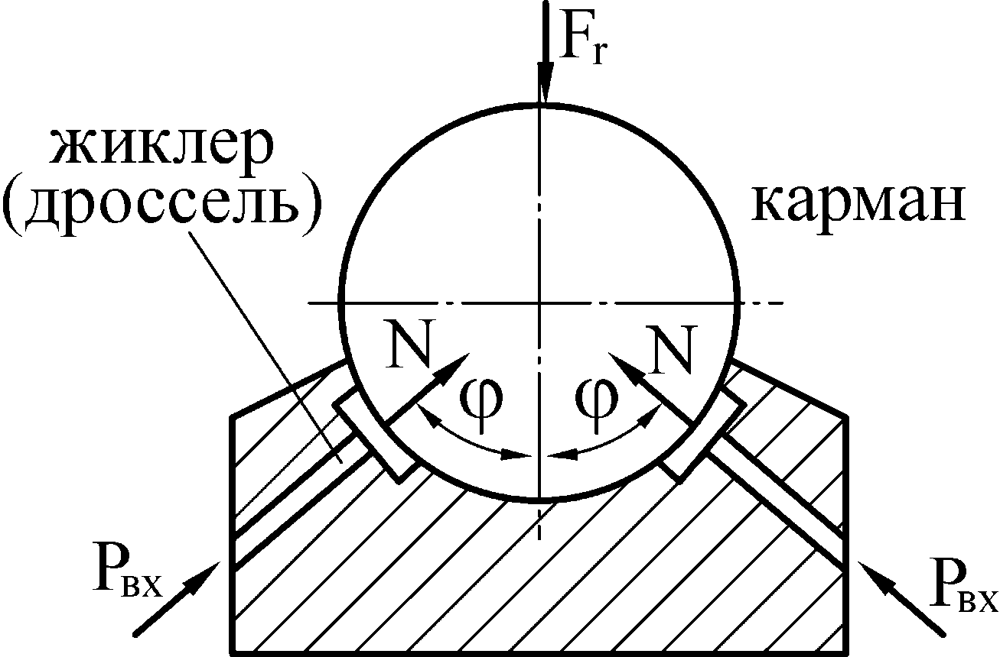 Fr
жиклер
(дроссель)
карман
N
N
φ
φ
Pвх
Pвх